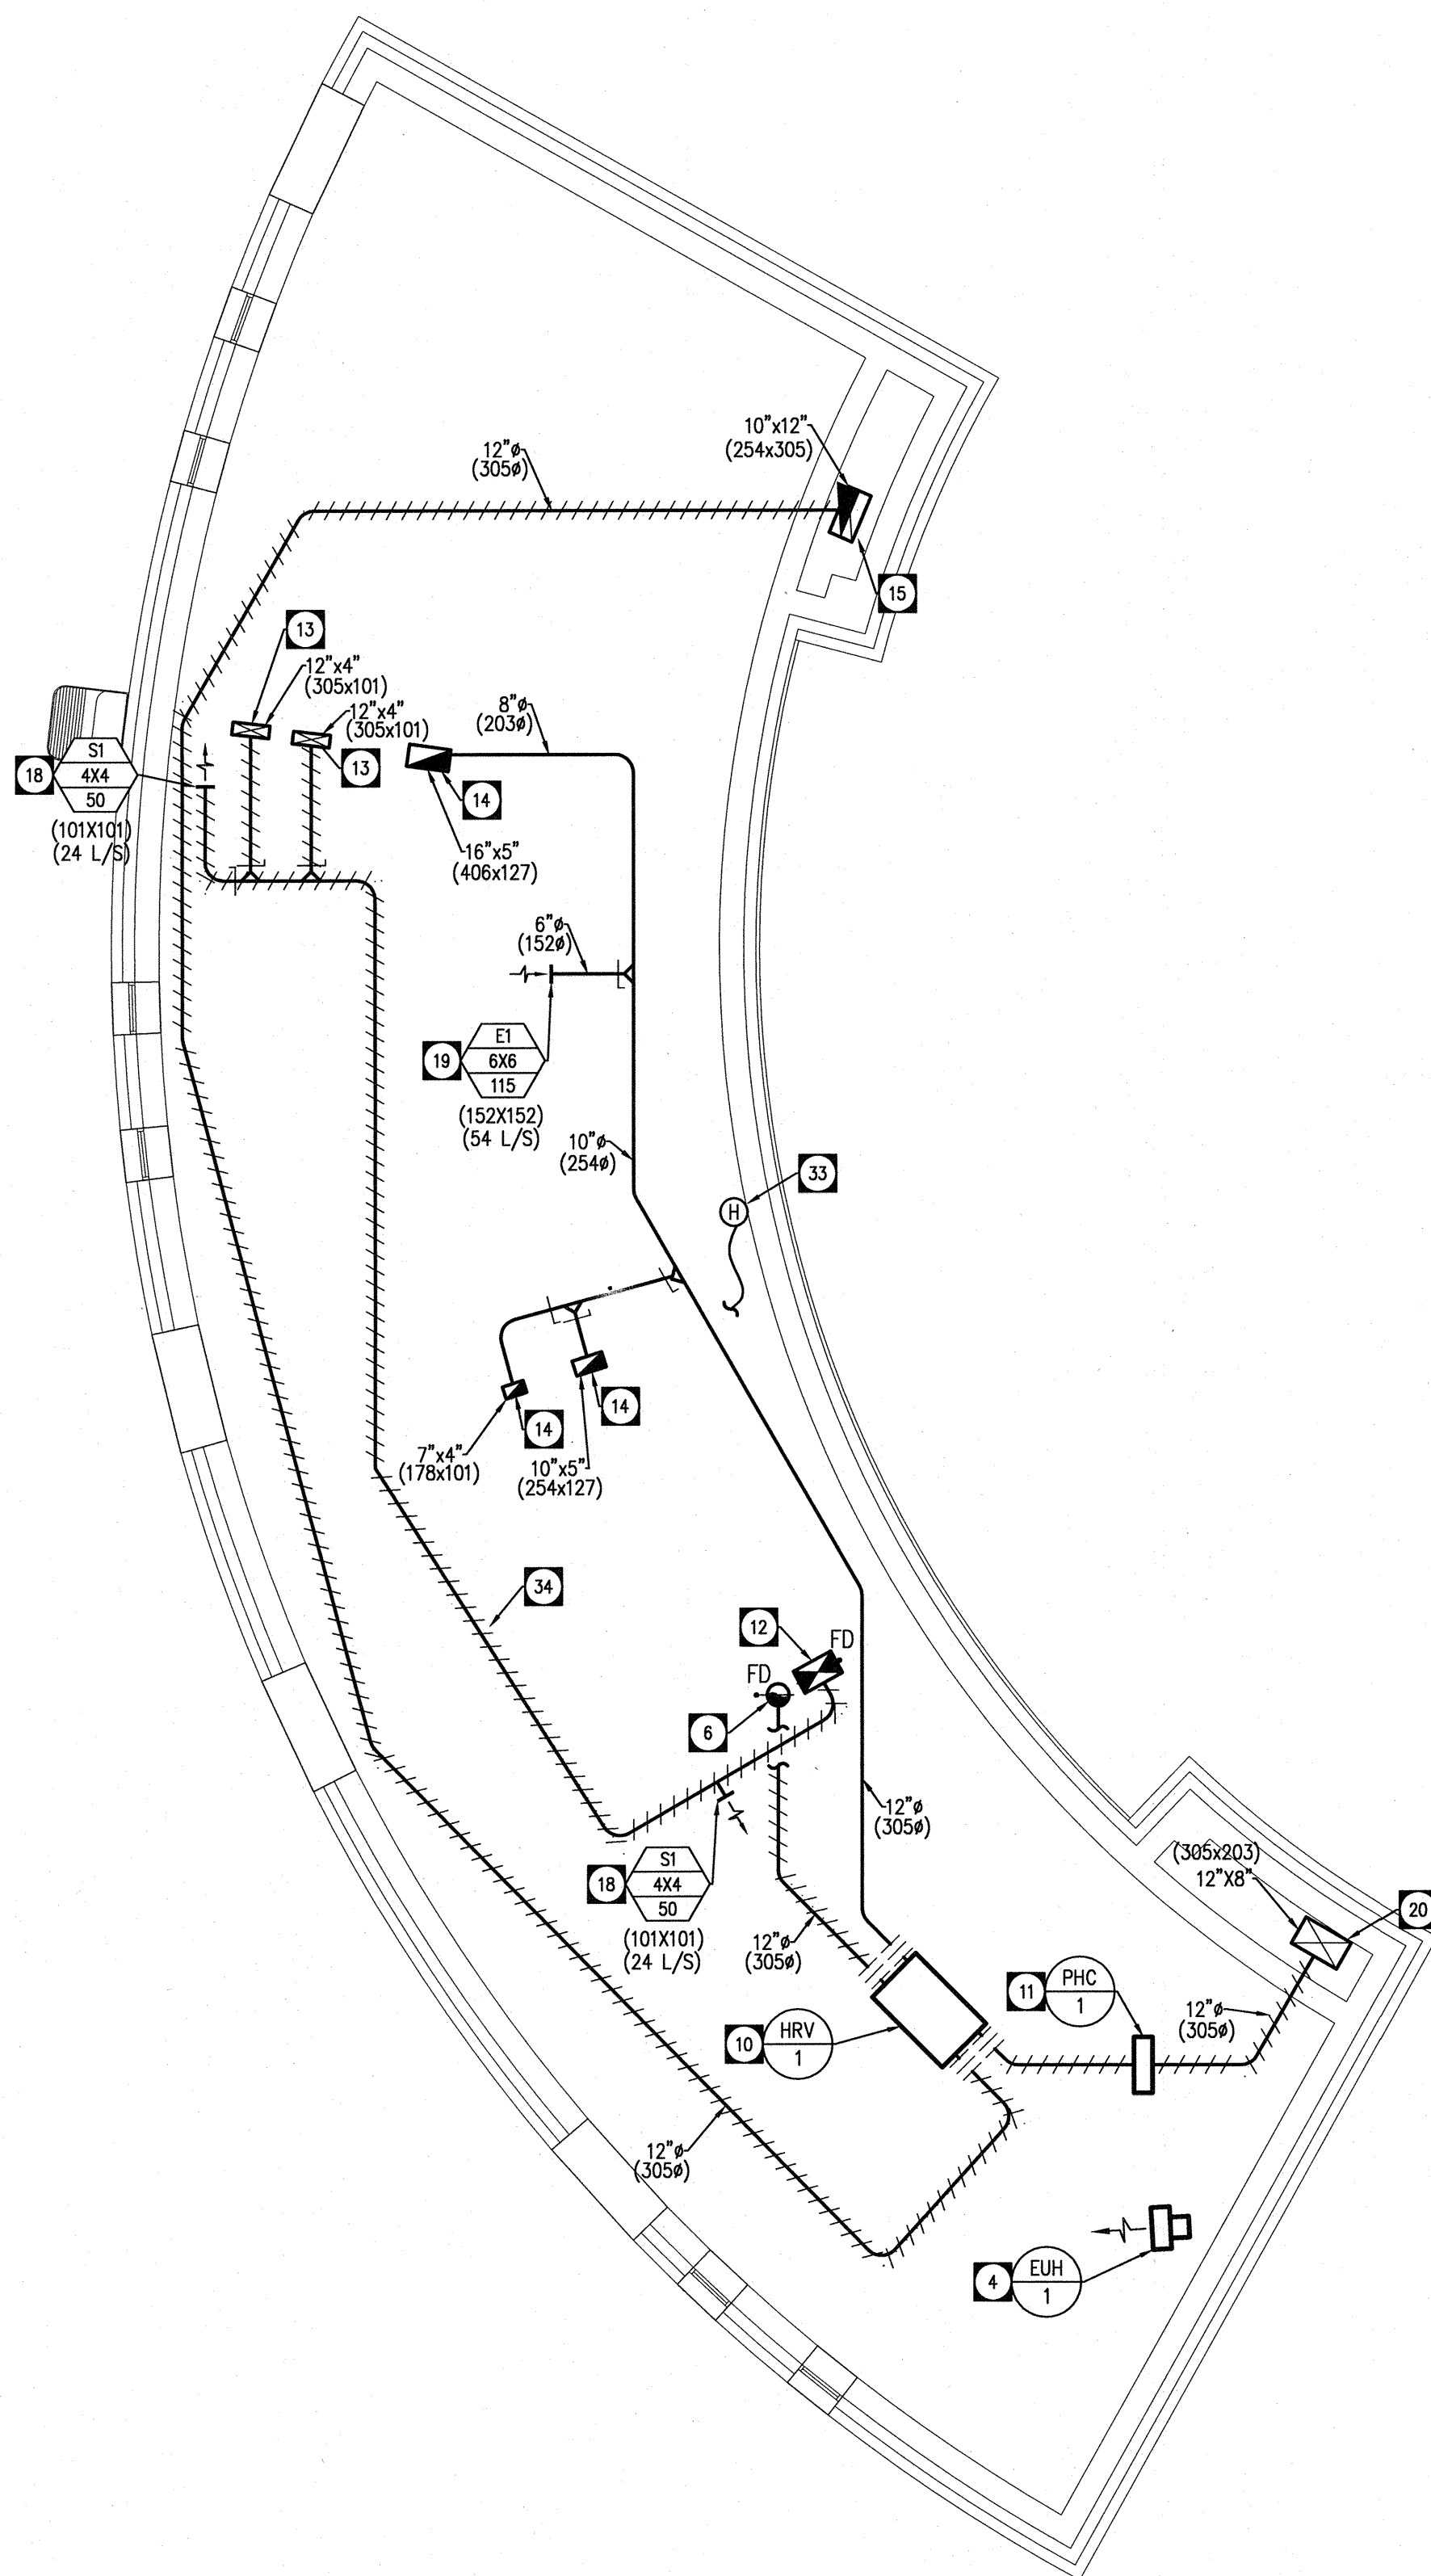 10"x12"
(254x305)
12"ø
(305ø)
15
13
12"x4"
(305x101)
12"x4"
(305x101)
13
8"ø
(203ø)
S1
18
4X4
50
(101X101)
(24 L/S)
14
16"x5"
(406x127)
6"ø
(152ø)
E1
19
6X6
115
(152X152)
(54 L/S)
10"ø
(254ø)
33
H
14
14
7"x4"
(178x101)
10"x5"
(254x127)
34
12
FD
FD
6
12"ø
(305ø)
S1
18
4X4
50
(101X101)
(24 L/S)
12"ø
(305ø)
(305x203)
12"X8"
20
11
PHC
1
12"ø
(305ø)
10
HRV
1
12"ø
(305ø)
4
EUH
1